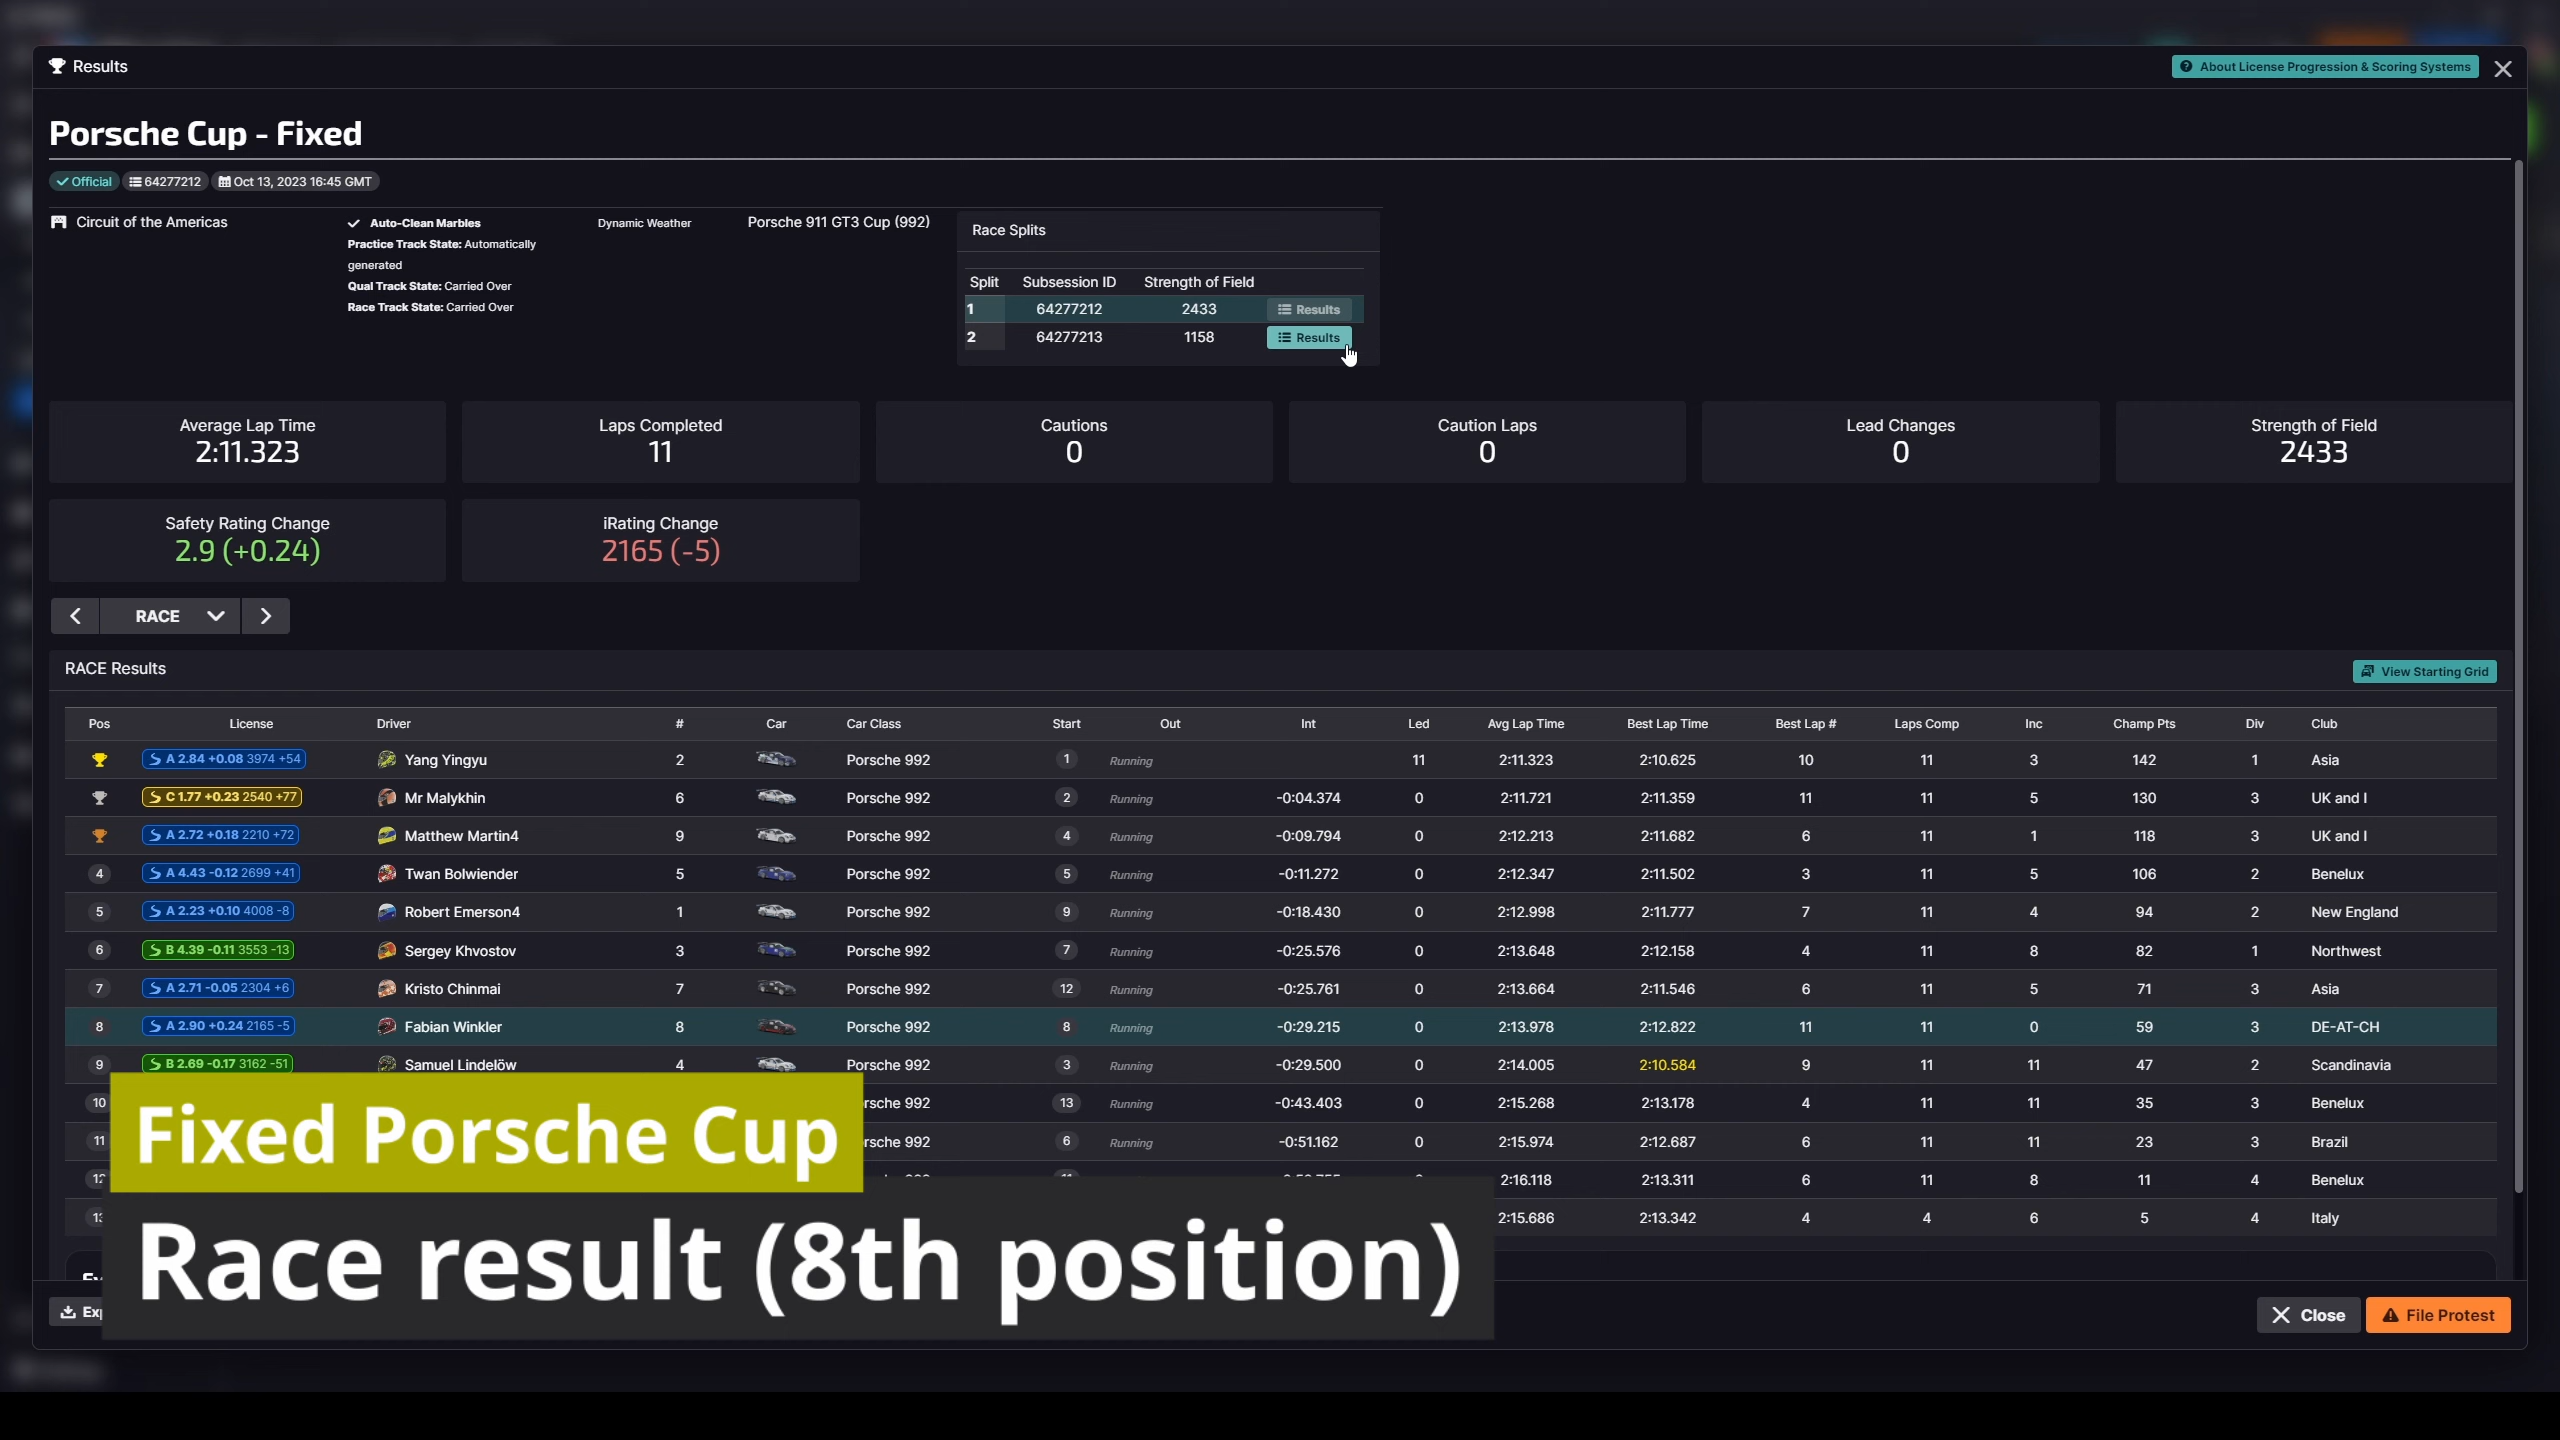 Results
About License Progression & Scoring Systems
Porsche Cup - Fixed
Official 64277212 Oct 13, 2023 16:45 GMT
Circuit of the Americas
Auto-Clean Marbles
Practice Track State: Automatically
generated
Qual Track State: Carried Over
Race Track State: Carried Over
Dynamic Weather
Porsche 911 GT3 Cup (992)
Race Splits
Split Subsession ID Strength of Field
1 64277212 2433 Results
2 64277213 1158 Results
Average Lap Time
2:11.323
Laps Completed
11
Cautions
0
Caution Laps
0
Lead Changes
0
Strength of Field
2433
Safety Rating Change
2.9 (+0.24)
iRating Change
2165 (-5)
RACE
RACE Results
View Starting Grid
Pos License Driver # Car Car Class Start Out Int Led Avg Lap Time Best Lap Time Best Lap # Laps Comp Inc Champ Pts Div Club
A 2.84 +0.08 3974 +54 Yang Yingyu 2 Porsche 992 1 Running 11 2:11.323 2:10.625 10 11 3 142 1 Asia
C 1.77 +0.23 2540 +77 Mr Malykhin 6 Porsche 992 2 Running -0:04.374 0 2:11.721 2:11.359 11 11 5 130 3 UK and I
A 2.72 +0.18 2210 +72 Matthew Martin4 9 Porsche 992 4 Running -0:09.794 0 2:12.213 2:11.682 6 11 1 118 3 UK and I
4 A 4.43 -0.12 2699 +41 Twan Bolwiender 5 Porsche 992 5 Running -0:11.272 0 2:12.347 2:11.502 3 11 5 106 2 Benelux
5 A 2.23 +0.10 4008 -8 Robert Emerson4 1 Porsche 992 9 Running -0:18.430 0 2:12.998 2:11.777 7 11 4 94 2 New England
6 B 4.39 -0.11 3553 -13 Sergey Khvostov 3 Porsche 992 7 Running -0:25.576 0 2:13.648 2:12.158 4 11 8 82 1 Northwest
7 A 2.71 -0.05 2304 +6 Kristo Chinmai 7 Porsche 992 12 Running -0:25.761 0 2:13.664 2:11.546 6 11 5 71 3 Asia
8 A 2.90 +0.24 2165 -5 Fabian Winkler 8 Porsche 992 8 Running -0:29.215 0 2:13.978 2:12.822 11 11 0 59 3 DE-AT-CH
9 B 2.69 -0.17 3162 -51 Samuel Lindelöw 4 Porsche 992 3 Running -0:29.500 0 2:14.005 2:10.584 9 11 11 47 2 Scandinavia
10 rsche 992 13 Running -0:43.403 0 2:15.268 2:13.178 4 11 11 35 3 Benelux
11 rsche 992 6 Running -0:51.162 0 2:15.974 2:12.687 6 11 11 23 3 Brazil
2:16.118 2:13.311 6 11 8 11 4 Benelux
2:15.686 2:13.342 4 4 6 5 4 Italy
Fixed Porsche Cup
Race result (8th position)
Close
File Protest